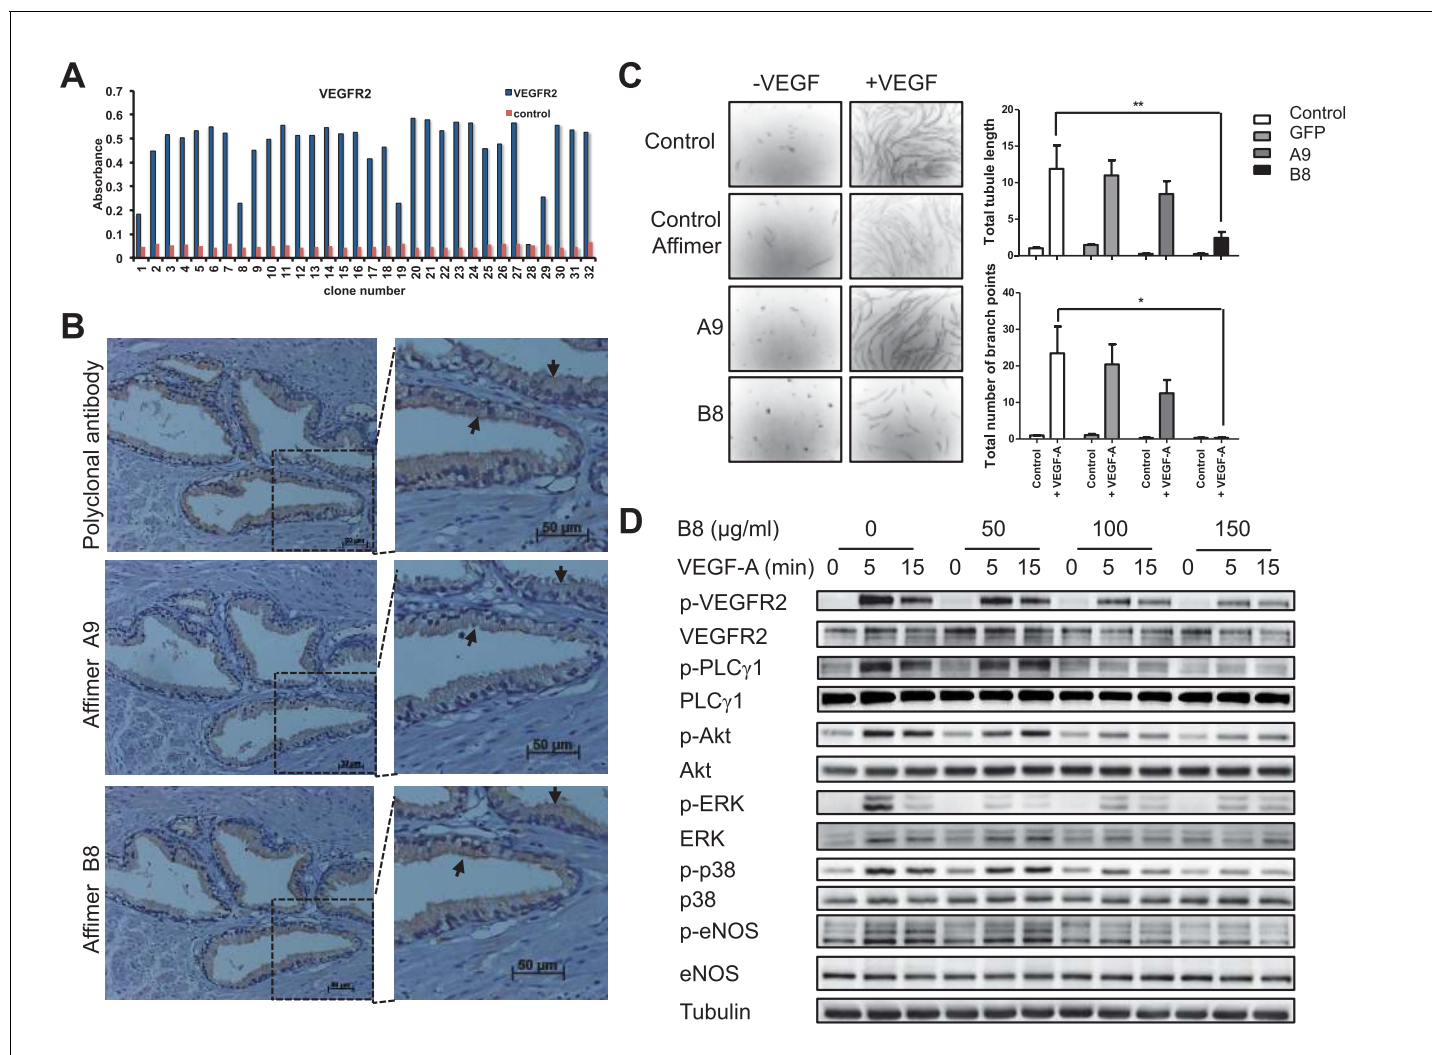 A
VEGFR2
VEGFR2
control
0.7
0.6
0.5
0.4
0.3
0.2
0.1
0
Absorbance
1 2 3 4 5 6 7 8 9 10 11 12 13 14 15 16 17 18 19 20 21 22 23 24 25 26 27 28 29 30 31 32
clone number
B
Polyclonal antibody
50 µm
Affimer A9
50 µm
Affimer B8
50 µm
C
-VEGF +VEGF
Control
Control
Affimer
A9
B8
Total tubule length
20
15
10
5
0
**
Control
GFP
A9
B8
Total number of branch points
40
30
20
10
0
*
Control + VEGF-A Control + VEGF-A Control + VEGF-A Control + VEGF-A
D
B8 (µg/ml) 0 50 100 150
VEGF-A (min) 0 5 15 0 5 15 0 5 15 0 5 15
p-VEGFR2
VEGFR2
p-PLCγ1
PLCγ1
p-Akt
Akt
p-ERK
ERK
p-p38
p38
p-eNOS
eNOS
Tubulin